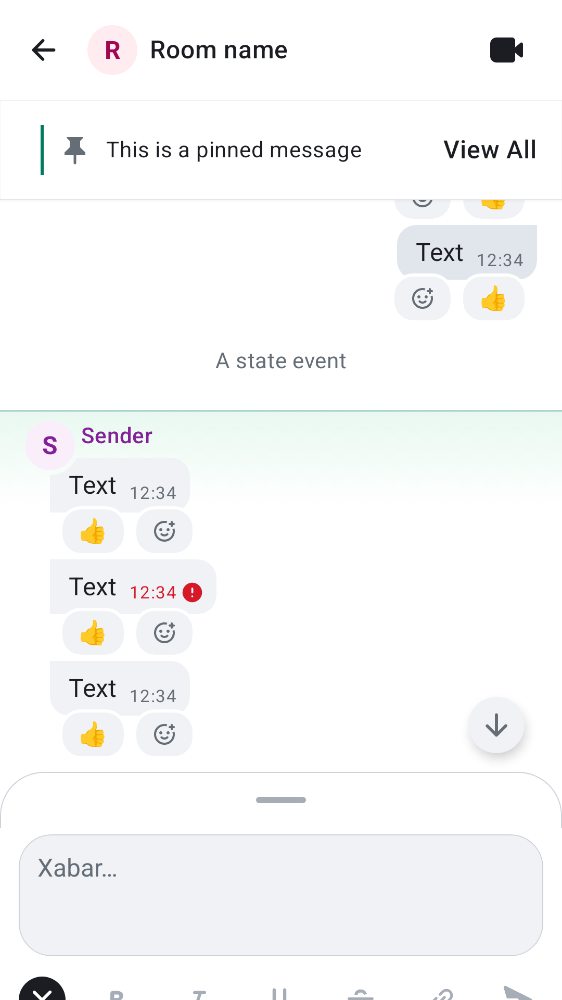 R Room name
This is a pinned message View All
Text 12:34
A state event
S Sender
Text 12:34
Text 12:34
Text 12:34
Xabar…